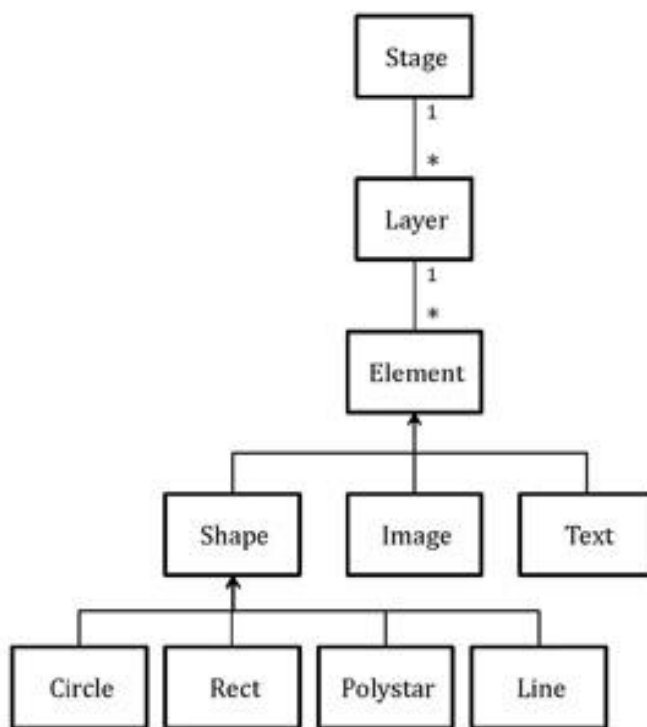 Stage
1
*
Layer
1
*
Element
Shape
Image
Text
Circle
Rect
Polystar
Line